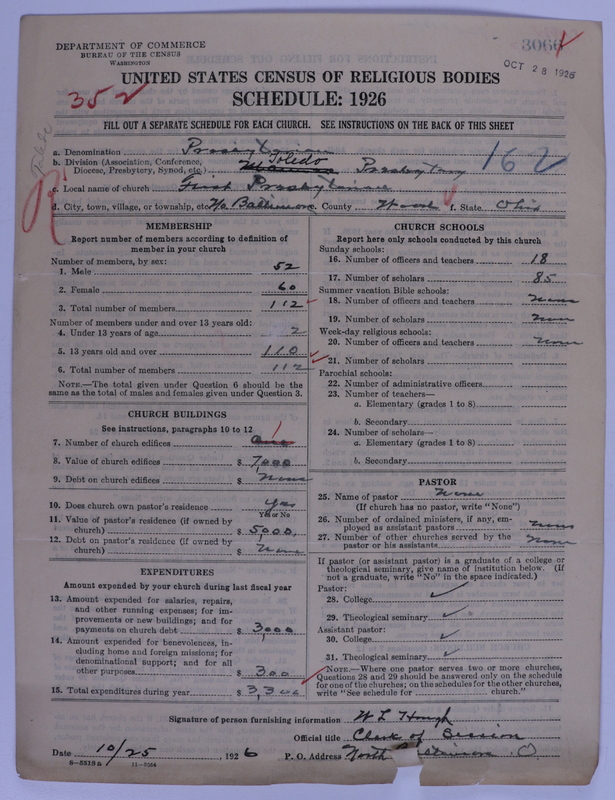 DEPARTMENT OF COMMERCE
BUREAU OF THE CENSUS
WASHINGTON
3066
OCT 28 1926
UNITED STATES CENSUS OF RELIGIOUS BODIES
SCHEDULE: 1926
352
FILL OUT A SEPARATE SCHEDULE FOR EACH CHURCH. SEE INSTRUCTIONS ON THE BACK OF THIS SHEET
a. Denomination Presbyterian
b. Division (Association, Conference, Diocese, Presbytery, Synod, etc.) Toledo Presbytery 162
c. Local name of church First Presbyterian
d. City, town, village, or township, etc. No Baltimore e. County Wood f. State Ohio
MEMBERSHIP
Report number of members according to definition of
member in your church
Number of members, by sex:
1. Male 52
2. Female 60
3. Total number of members 112
Number of members under and over 13 years old:
4. Under 13 years of age 2
5. 13 years old and over 110
6. Total number of members 112
NOTE.—The total given under Question 6 should be
same as the total of males and females given under Question 3.
CHURCH BUILDINGS
See instructions, paragraphs 10 to 12
7. Number of church edifices One
8. Value of church edifices $ 7000
9. Debt on church edifices $ None
10. Does church own pastor's residence? Yes
Yes or No
11. Value of pastor's residence (if owned by
church) $ 5000.
12. Debt on pastor's residence (if owned by
church) $ None
EXPENDITURES
Amount expended by your church during last fiscal year
13. Amount expended for salaries, repairs,
and other running expenses; for im-
provements or new buildings; and for
payments on church debt $ 3000
14. Amount expended for benevolences, in-
cluding home and foreign missions; for
denominational support; and for all
other purposes $ 300
15. Total expenditures during year $ 3,300
CHURCH SCHOOLS
Report here only schools conducted by this church
Sunday schools:
16. Number of officers and teachers 18
17. Number of scholars 85
Summer vacation Bible schools:
18. Number of officers and teachers None
19. Number of scholars None
Week-day religious schools:
20. Number of officers and teachers None
21. Number of scholars
Parochial schools:
22. Number of administrative officers
23. Number of teachers—
a. Elementary (grades 1 to 8)
b. Secondary
24. Number of scholars—
a. Elementary (grades 1 to 8)
b. Secondary
PASTOR
25. Name of pastor None
(If church has no pastor, write "None")
26. Number of ordained ministers, if any, em-
ployed as assistant pastors None
27. Number of other churches served by the
pastor or his assistants None
If pastor (or assistant pastor) is a graduate of a college or
theological seminary, give name of institution below. (If
not a graduate, write "No" in the space indicated.)
Pastor:
28. College
29. Theological seminary
Assistant pastor:
30. College
31. Theological seminary
NOTE.—Where one pastor serves two or more churches,
Questions 28 and 29 should be answered only on the schedule
for one of the churches; on the schedules for the other churches,
write "See schedule for church."
Signature of person furnishing information W L Hough
Official title Clerk of Session
Date 10/25, 1926 P. O. Address North Baltimore O
8-5519 a 11-9264